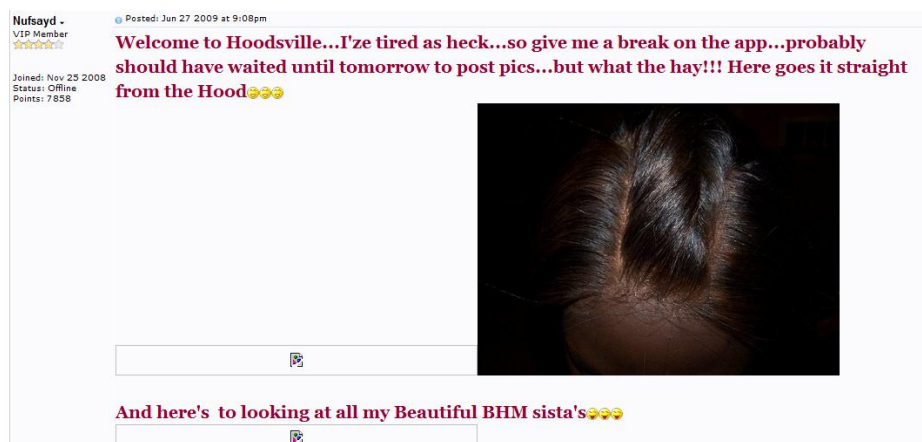 Nufsayd -
VIP Member
Joined: Nov 25 2008
Status: Offline
Points: 7858
Posted: Jun 27 2009 at 9:08pm
Welcome to Hoodsville...I'ze tired as heck...so give me a break on the app...probably
should have waited until tomorrow to post pics...but what the hay!!! Here goes it straight
from the Hood
And here's to looking at all my Beautiful BHM sista's